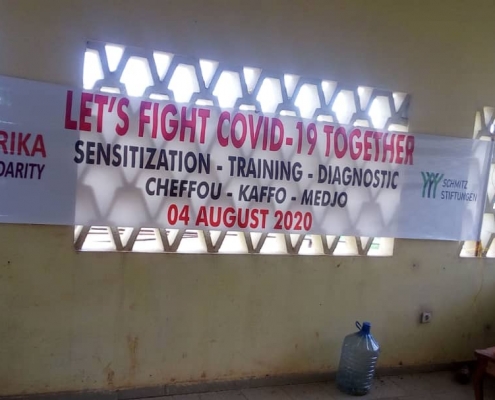 RIKA
DARITY
LET'S FIGHT COVID-19 TOGETHER
SENSITIZATION - TRAINING - DIAGNOSTIC
CHEFFOU - KAFFO - MEDJO
04 AUGUST 2020
SCHMITZ
STIFTUNGEN